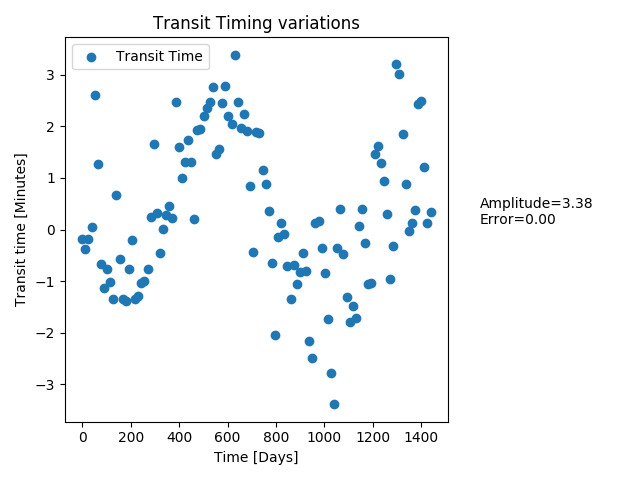 Transit Timing variations
Transit Time
3
2
1
0
−1
−2
−3
Transit time [Minutes]
0 200 400 600 800 1000 1200 1400
Time [Days]
Amplitude=3.38
Error=0.00